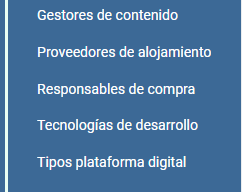 Gestores de contenido
Proveedores de alojamiento
Responsables de compra
Tecnologías de desarrollo
Tipos plataforma digital